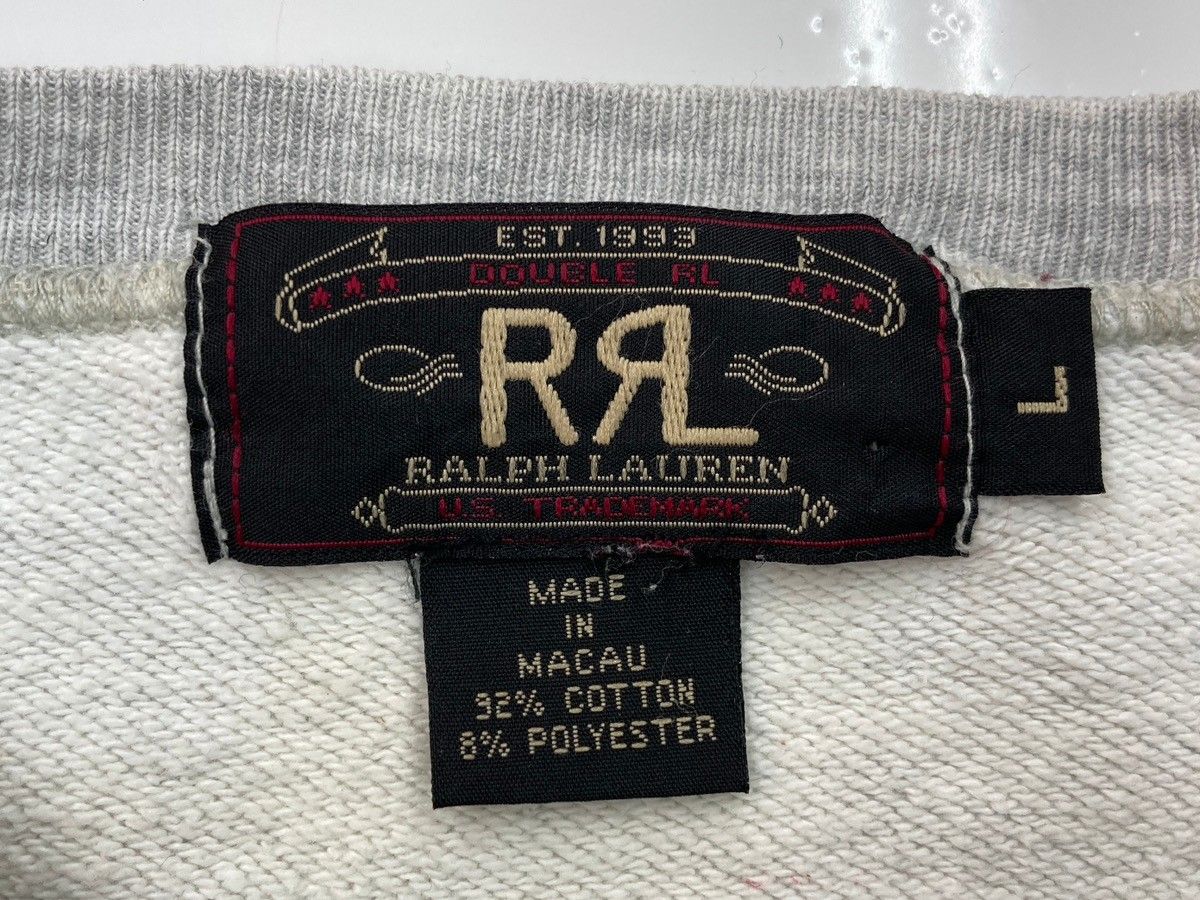 EST. 1993
DOUBLE RL
RRL
RALPH LAUREN
U.S. TRADEMARK
L
MADE
IN
MACAU
92% COTTON
8% POLYESTER